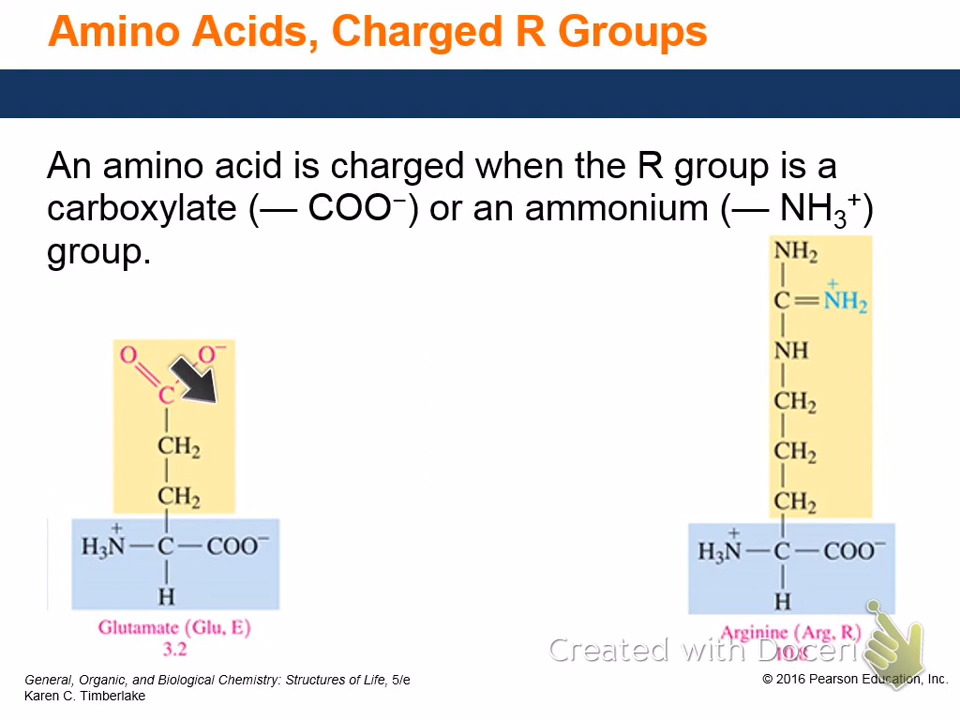 Amino Acids, Charged R Groups
An amino acid is charged when the R group is a
carboxylate (— COO⁻) or an ammonium (— NH₃⁺)
group.
O O⁻
C
CH₂
CH₂
H₃N⁺—C—COO⁻
H
Glutamate (Glu, E)
3.2
NH₂
C=N⁺H₂
NH
CH₂
CH₂
CH₂
H₃N⁺—C—COO⁻
H
Arginine (Arg, R)
10.8
Created with Doceri
General, Organic, and Biological Chemistry: Structures of Life, 5/e
Karen C. Timberlake
© 2016 Pearson Education, Inc.